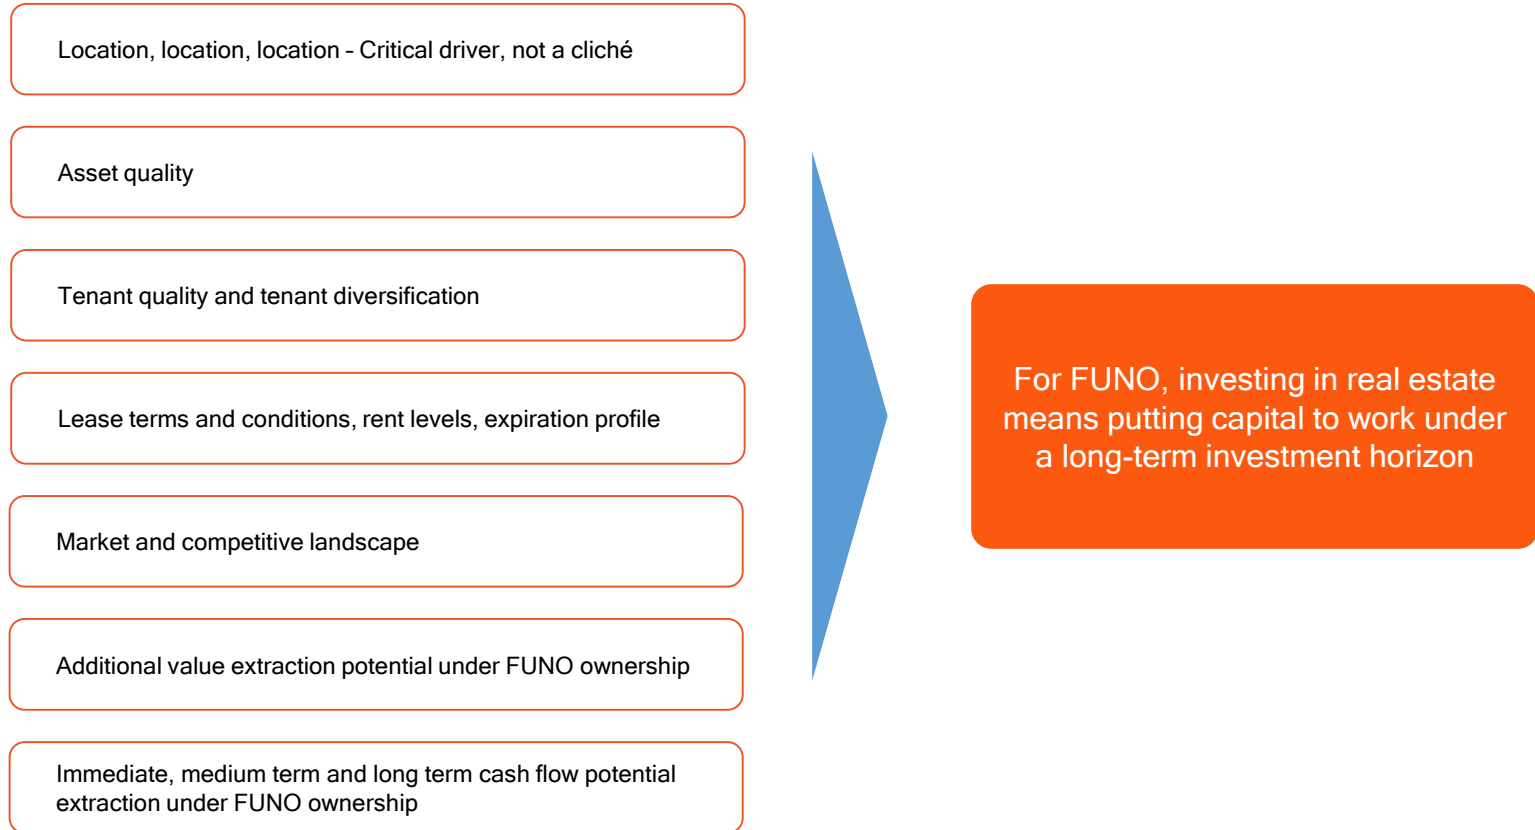 Location, location, location – Critical driver, not a cliché
Asset quality
Tenant quality and tenant diversification
Lease terms and conditions, rent levels, expiration profile
Market and competitive landscape
Additional value extraction potential under FUNO ownership
Immediate, medium term and long term cash flow potential
extraction under FUNO ownership
For FUNO, investing in real estate
means putting capital to work under
a long-term investment horizon